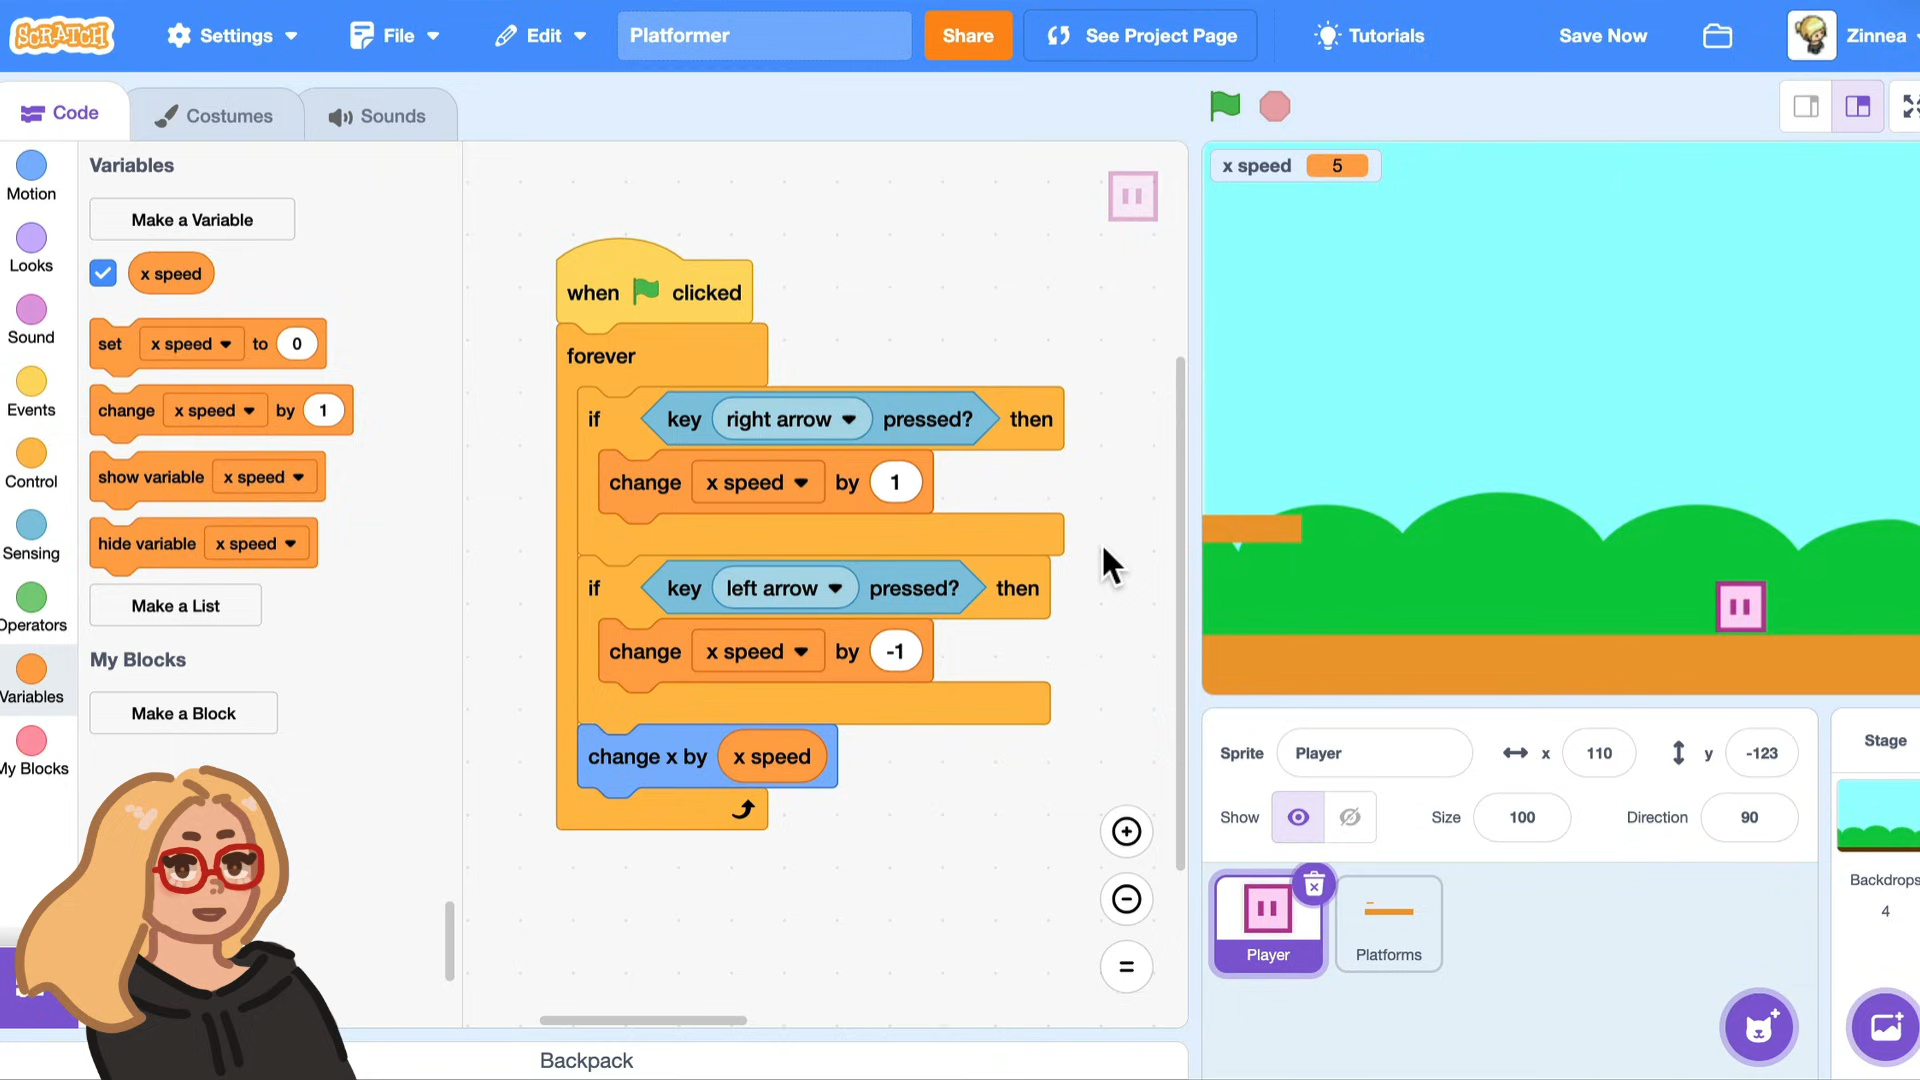 SCRATCH
Settings
File
Edit
Platformer
Share
See Project Page
Tutorials
Save Now
Zinnea
Code
Costumes
Sounds
Motion
Looks
Sound
Events
Control
Sensing
Operators
Variables
My Blocks
Variables
Make a Variable
x speed
set x speed to 0
change x speed by 1
show variable x speed
hide variable x speed
Make a List
My Blocks
Make a Block
when clicked
forever
if key right arrow pressed? then
change x speed by 1
if key left arrow pressed? then
change x speed by -1
change x by x speed
Backpack
x speed 5
Sprite Player x 110 y -123
Show Size 100 Direction 90
Player
Platforms
Stage
Backdrops
4